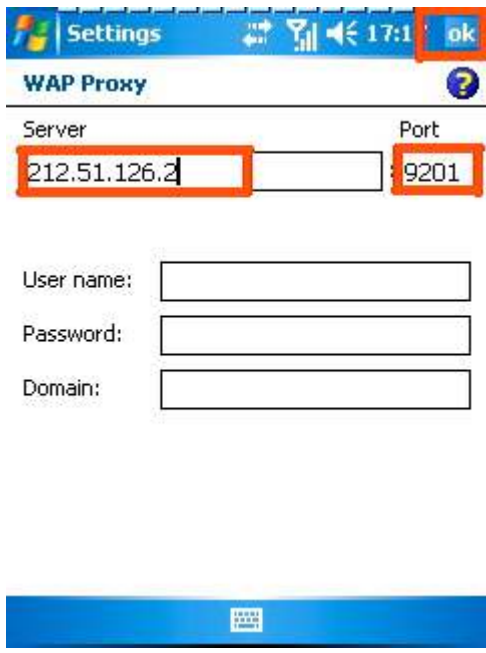 Settings 17:1 ok
WAP Proxy ?
Server Port
212.51.126.2 : 9201
User name:
Password:
Domain: